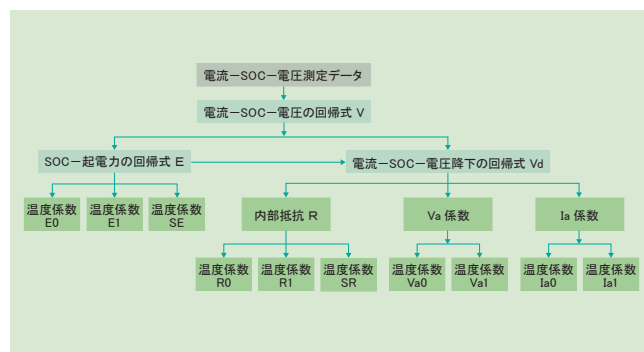 電流－SOC－電圧測定データ
電流－SOC－電圧の回帰式 V
SOC－起電力の回帰式 E
電流－SOC－電圧降下の回帰式 Vd
温度係数
E0
温度係数
E1
温度係数
SE
内部抵抗 R
Va 係数
Ia 係数
温度係数
R0
温度係数
R1
温度係数
SR
温度係数
Va0
温度係数
Va1
温度係数
Ia0
温度係数
Ia1